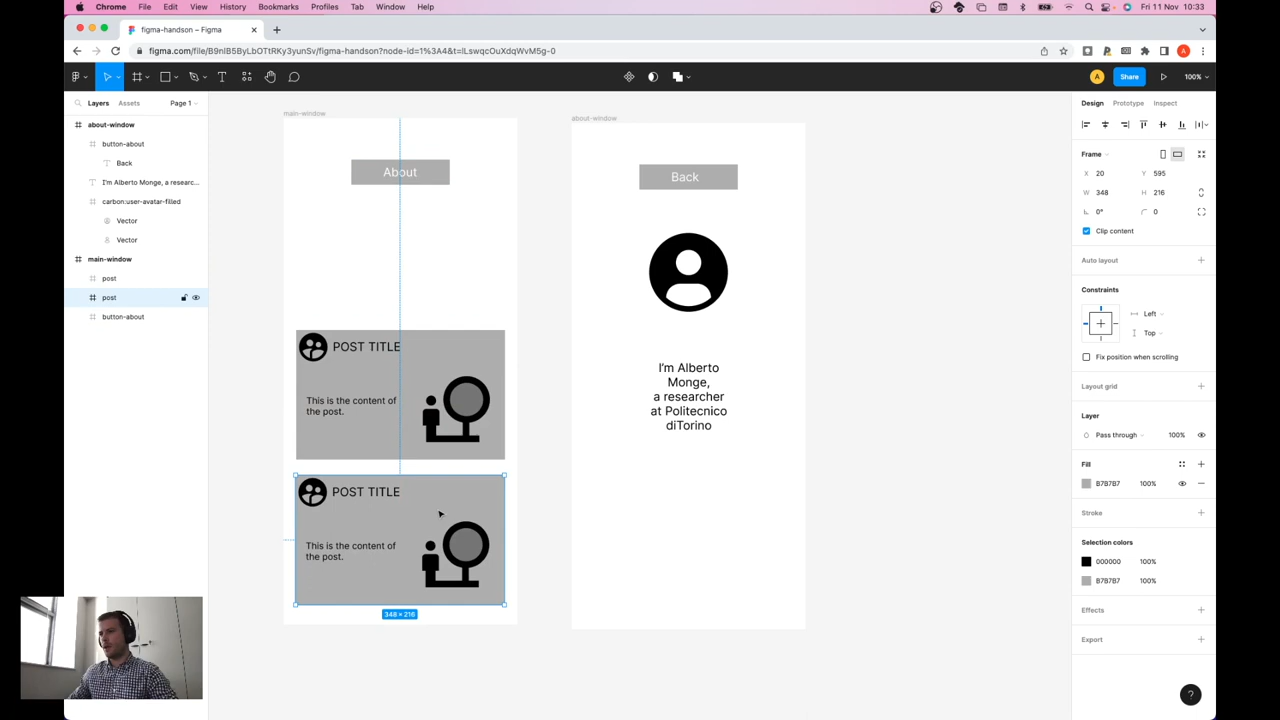 Chrome File Edit View History Bookmarks Profiles Tab Window Help
Fri 11 Nov 10:33
figma-handson – Figma
figma.com/file/B9nIB5ByLbOTtRKy3yunSv/figma-handson?node-id=1%3A4&t=lLswqcOuXdqWvM5g-0
A
A
Share
100%
Layers Assets Page 1
about-window
button-about
Back
I'm Alberto Monge, a researc...
carbon:user-avatar-filled
Vector
Vector
main-window
post
post
button-about
main-window
About
POST TITLE
This is the content of
the post.
POST TITLE
This is the content of
the post.
348 × 216
about-window
Back
I'm Alberto
Monge,
a researcher
at Politecnico
diTorino
Design Prototype Inspect
Frame
X 20 Y 595
W 348 H 216
0° 0
Clip content
Auto layout
Constraints
Left
Top
Fix position when scrolling
Layout grid
Layer
Pass through 100%
Fill
B7B7B7 100%
Stroke
Selection colors
000000 100%
B7B7B7 100%
Effects
Export
?